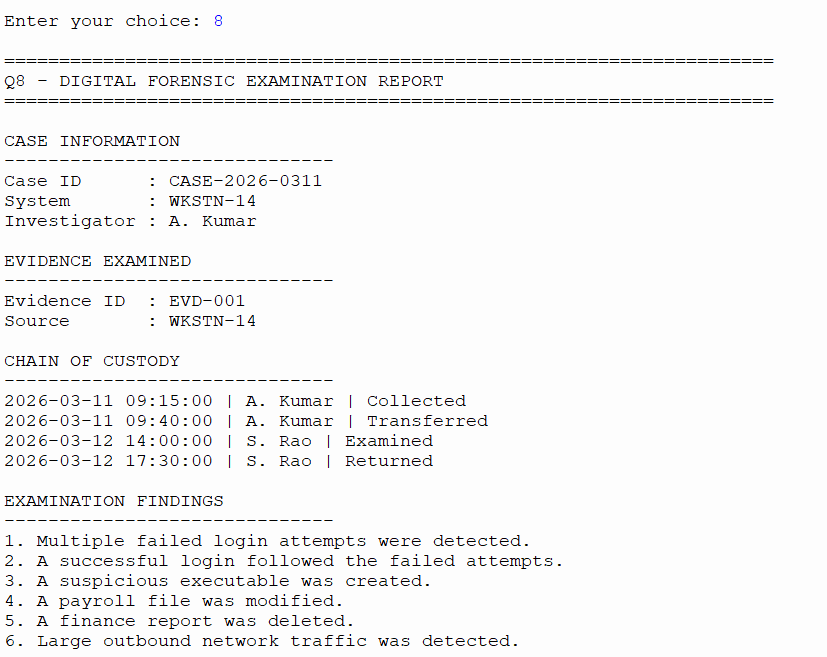 Enter your choice: 8
======================================================================
Q8 - DIGITAL FORENSIC EXAMINATION REPORT
======================================================================
CASE INFORMATION
------------------------------
Case ID      : CASE-2026-0311
System       : WKSTN-14
Investigator : A. Kumar
EVIDENCE EXAMINED
------------------------------
Evidence ID  : EVD-001
Source       : WKSTN-14
CHAIN OF CUSTODY
------------------------------
2026-03-11 09:15:00 | A. Kumar | Collected
2026-03-11 09:40:00 | A. Kumar | Transferred
2026-03-12 14:00:00 | S. Rao | Examined
2026-03-12 17:30:00 | S. Rao | Returned
EXAMINATION FINDINGS
------------------------------
1. Multiple failed login attempts were detected.
2. A successful login followed the failed attempts.
3. A suspicious executable was created.
4. A payroll file was modified.
5. A finance report was deleted.
6. Large outbound network traffic was detected.